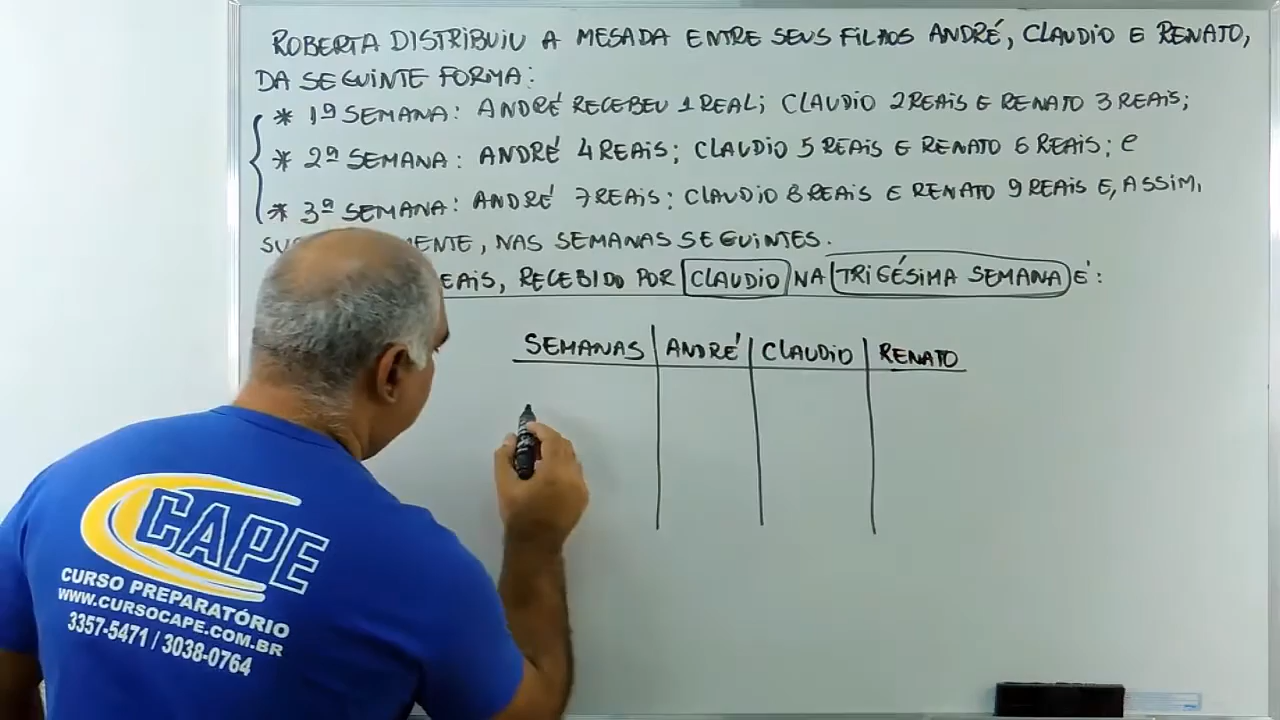 ROBERTA DISTRIBUIU A MESADA ENTRE SEUS FILHOS ANDRÉ, CLAUDIO E RENATO,
DA SEGUINTE FORMA:
* 1ª SEMANA: ANDRÉ RECEBEU 1 REAL; CLAUDIO 2 REAIS E RENATO 3 REAIS;
* 2ª SEMANA: ANDRÉ 4 REAIS; CLAUDIO 5 REAIS E RENATO 6 REAIS; e
* 3ª SEMANA: ANDRÉ 7 REAIS; CLAUDIO 8 REAIS E RENATO 9 REAIS E, ASSIM,
NAS SEMANAS SEGUINTES.
RECEBIDO POR CLAUDIO NA TRIGÉSIMA SEMANA É:
SEMANAS ANDRÉ CLAUDIO RENATO
CAPE
CURSO PREPARATÓRIO
WWW.CURSOCAPE.COM.BR
3357-5471 / 3038-0764